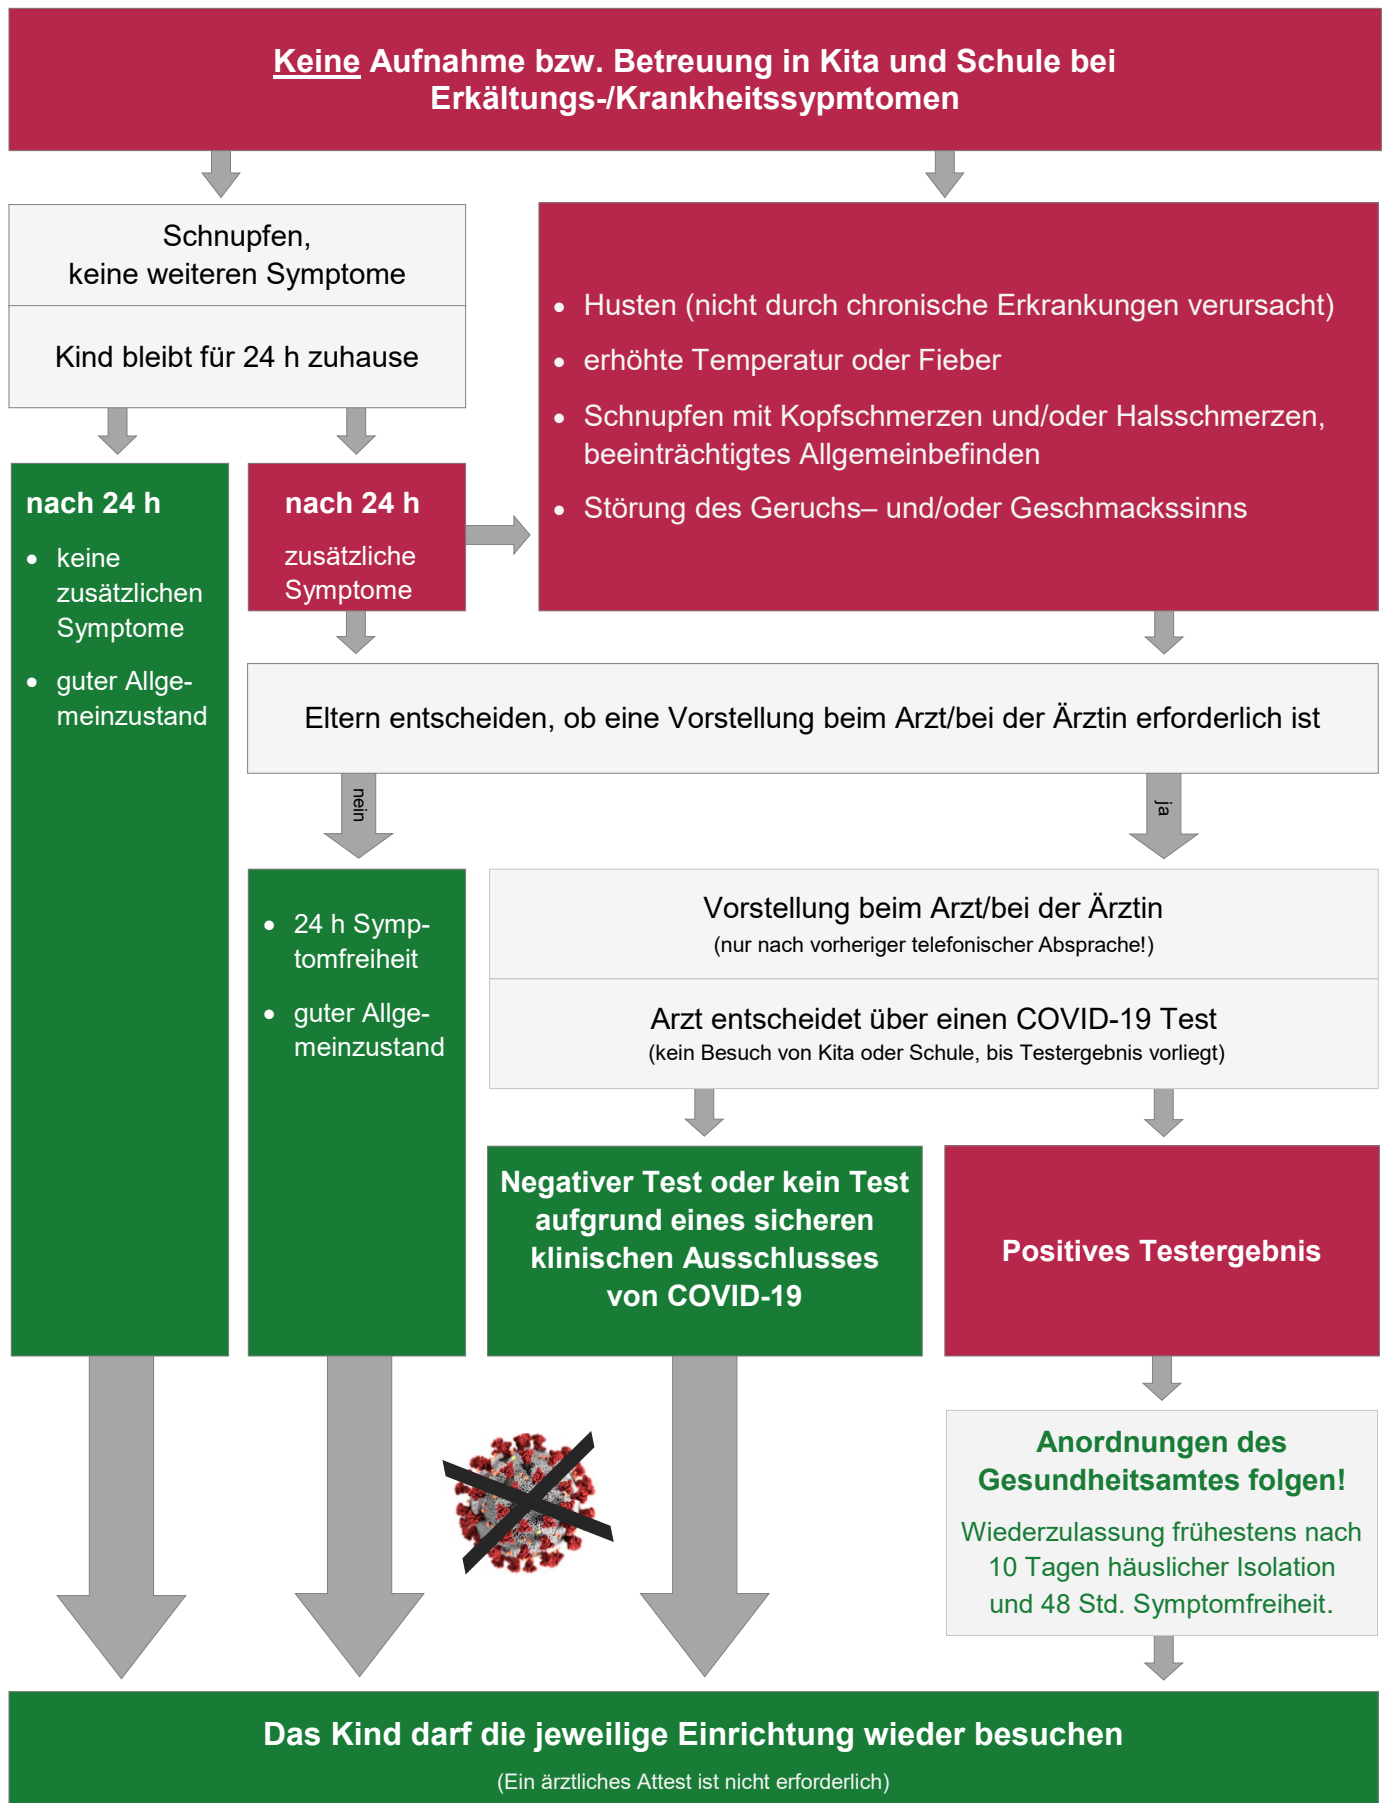 Keine Aufnahme bzw. Betreuung in Kita und Schule bei
Erkältungs-/Krankheitssypmtomen
Schnupfen,
keine weiteren Symptome
Kind bleibt für 24 h zuhause
• Husten (nicht durch chronische Erkrankungen verursacht)
• erhöhte Temperatur oder Fieber
• Schnupfen mit Kopfschmerzen und/oder Halsschmerzen,
beeinträchtigtes Allgemeinbefinden
• Störung des Geruchs– und/oder Geschmackssinns
nach 24 h
• keine
zusätzlichen
Symptome
• guter Allge-
meinzustand
nach 24 h
zusätzliche
Symptome
Eltern entscheiden, ob eine Vorstellung beim Arzt/bei der Ärztin erforderlich ist
nein
ja
• 24 h Symp-
tomfreiheit
• guter Allge-
meinzustand
Vorstellung beim Arzt/bei der Ärztin
(nur nach vorheriger telefonischer Absprache!)
Arzt entscheidet über einen COVID-19 Test
(kein Besuch von Kita oder Schule, bis Testergebnis vorliegt)
Negativer Test oder kein Test
aufgrund eines sicheren
klinischen Ausschlusses
von COVID-19
Positives Testergebnis
Anordnungen des
Gesundheitsamtes folgen!
Wiederzulassung frühestens nach
10 Tagen häuslicher Isolation
und 48 Std. Symptomfreiheit.
Das Kind darf die jeweilige Einrichtung wieder besuchen
(Ein ärztliches Attest ist nicht erforderlich)